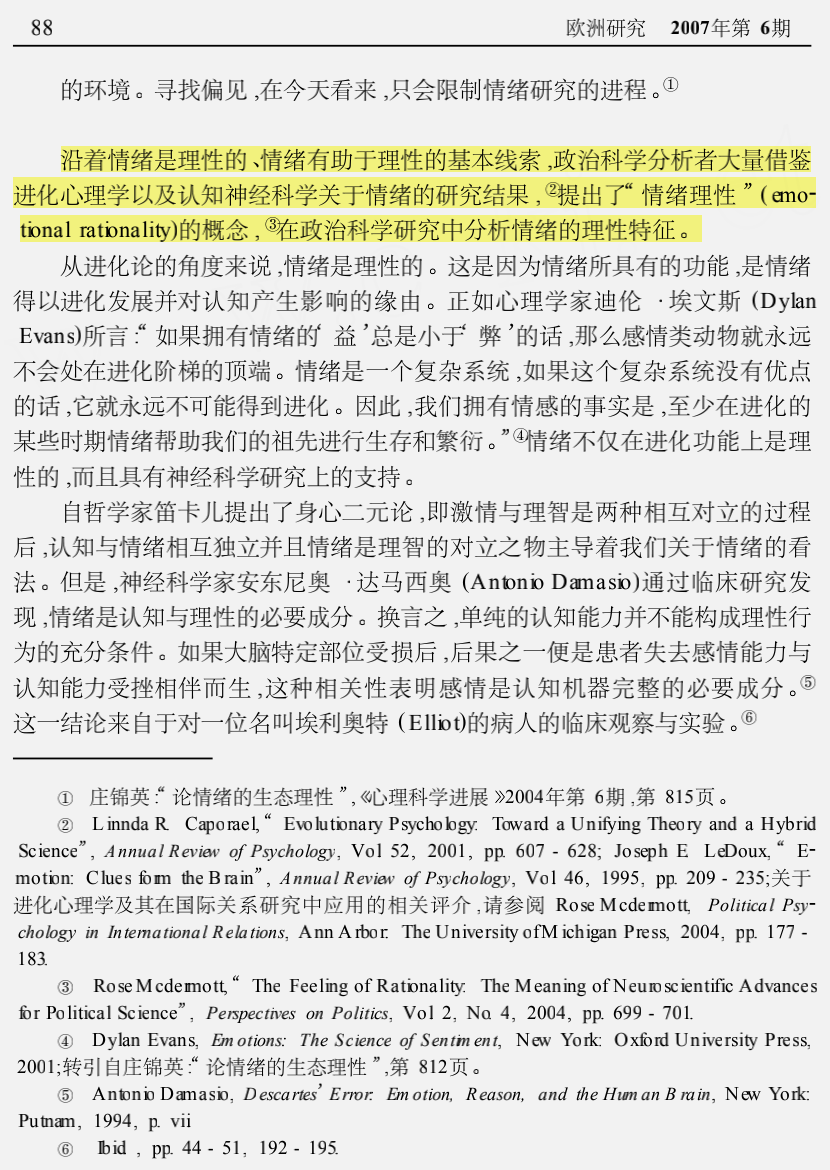 88 欧洲研究 2007年第 6期
的环境。寻找偏见 ,在今天看来 ,只会限制情绪研究的进程。①
沿着情绪是理性的、情绪有助于理性的基本线索 ,政治科学分析者大量借鉴
进化心理学以及认知神经科学关于情绪的研究结果 , ②提出了“情绪理性 ”( emo-
tional rationality)的概念 , ③在政治科学研究中分析情绪的理性特征。
从进化论的角度来说 ,情绪是理性的。这是因为情绪所具有的功能 ,是情绪
得以进化发展并对认知产生影响的缘由。正如心理学家迪伦 ·埃文斯 (Dylan
Evans)所言 :“如果拥有情绪的‘益 ’总是小于‘弊 ’的话 ,那么感情类动物就永远
不会处在进化阶梯的顶端。情绪是一个复杂系统 ,如果这个复杂系统没有优点
的话 ,它就永远不可能得到进化。因此 ,我们拥有情感的事实是 ,至少在进化的
某些时期情绪帮助我们的祖先进行生存和繁衍。”④情绪不仅在进化功能上是理
性的 ,而且具有神经科学研究上的支持。
自哲学家笛卡儿提出了身心二元论 ,即激情与理智是两种相互对立的过程
后 ,认知与情绪相互独立并且情绪是理智的对立之物主导着我们关于情绪的看
法。但是 ,神经科学家安东尼奥 ·达马西奥 (Antonio Damasio)通过临床研究发
现 ,情绪是认知与理性的必要成分。换言之 ,单纯的认知能力并不能构成理性行
为的充分条件。如果大脑特定部位受损后 ,后果之一便是患者失去感情能力与
认知能力受挫相伴而生 ,这种相关性表明感情是认知机器完整的必要成分。⑤
这一结论来自于对一位名叫埃利奥特 ( Elliot)的病人的临床观察与实验。⑥
① 庄锦英 :“论情绪的生态理性 ”,《心理科学进展 》2004年第 6期 ,第 815页。
② Linnda R. Caporael, “ Evolutionary Psychology: Toward a Unifying Theory and a Hybrid
Science”, Annual Review of Psychology, Vol 52, 2001, pp. 607 - 628; Joseph E. LeDoux, “ E-
motion: Clues form the Brain”, Annual Review of Psychology, Vol 46, 1995, pp. 209 - 235;关于
进化心理学及其在国际关系研究中应用的相关评介 ,请参阅 Rose Mcdermott, Political Psy-
chology in International Relations, Ann Arbor: The University of Michigan Press, 2004, pp. 177 -
183.
③ Rose Mcdermott, “ The Feeling of Rationality: The Meaning of Neuroscientific Advances
for Political Science”, Perspectives on Politics, Vol 2, No. 4, 2004, pp. 699 - 701.
④ Dylan Evans, Emotions: The Science of Sentiment, New York: Oxford University Press,
2001;转引自庄锦英 :“论情绪的生态理性 ”,第 812页。
⑤ Antonio Damasio, Descartes’ Error: Emotion, Reason, and the Human Brain, New York:
Putnam, 1994, p. vii
⑥ Ibid , pp. 44 - 51, 192 - 195.